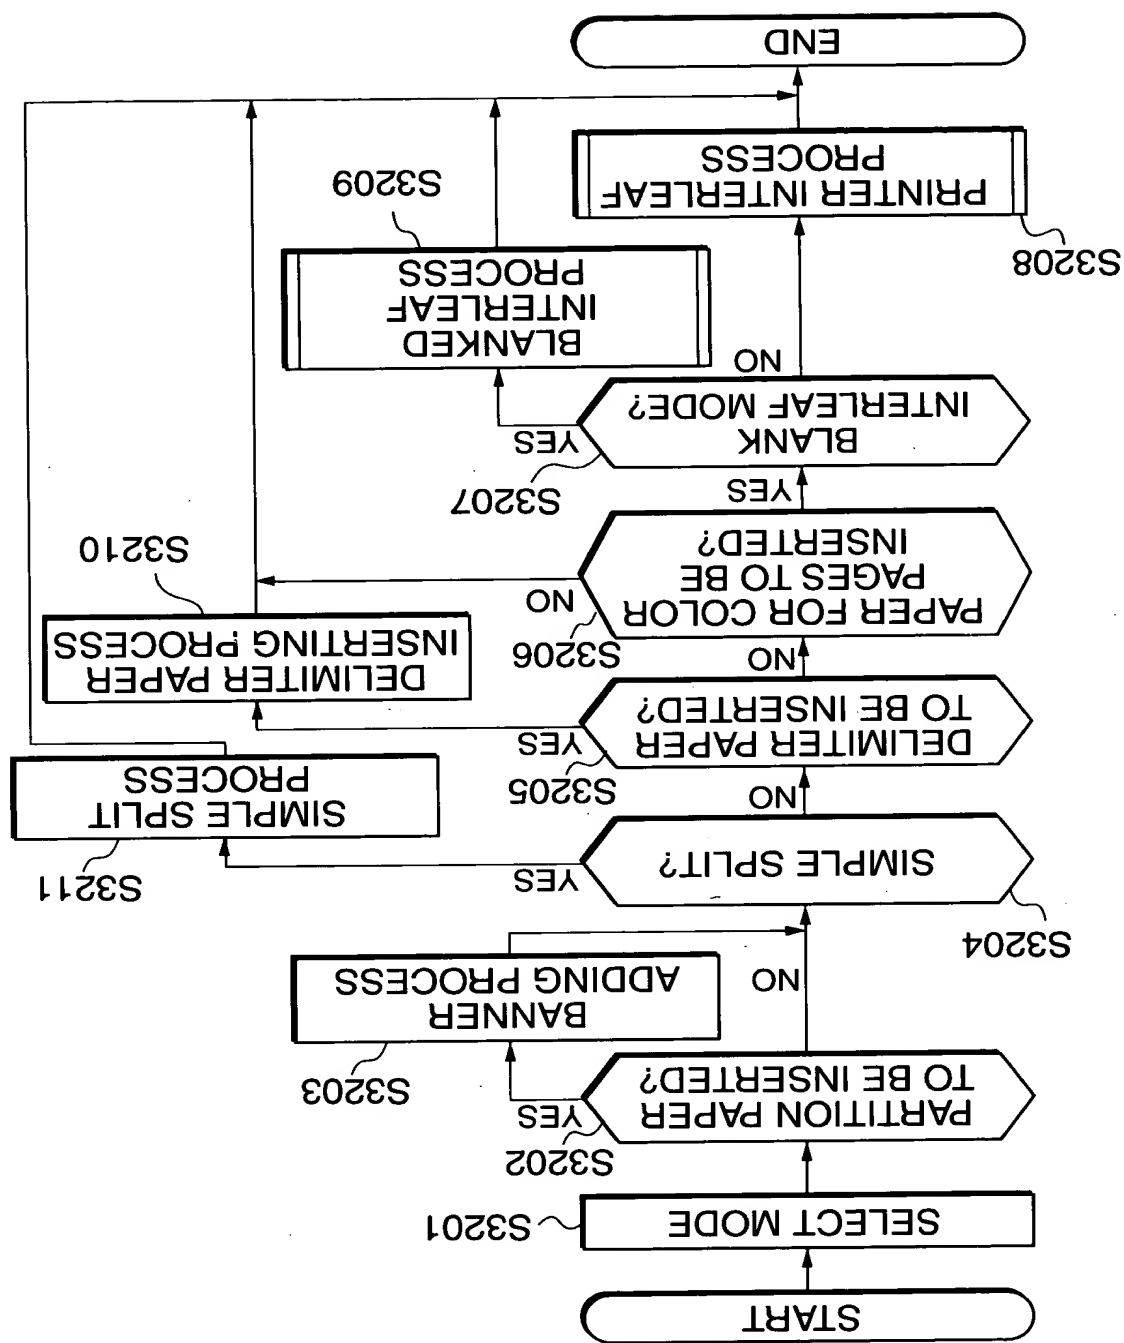 START
SELECT MODE
S3201
PARTITION PAPER
TO BE INSERTED?
S3202
YES
NO
BANNER
ADDING PROCESS
S3203
SIMPLE SPLIT?
S3204
YES
NO
SIMPLE SPLIT
PROCESS
S3211
DELIMITER PAPER
TO BE INSERTED?
S3205
YES
NO
DELIMITER PAPER
INSERTING PROCESS
S3210
PAPER FOR COLOR
PAGES TO BE
INSERTED?
S3206
NO
YES
BLANK
INTERLEAF MODE?
S3207
YES
NO
BLANKED
INTERLEAF
PROCESS
S3209
PRINTER INTERLEAF
PROCESS
S3208
END